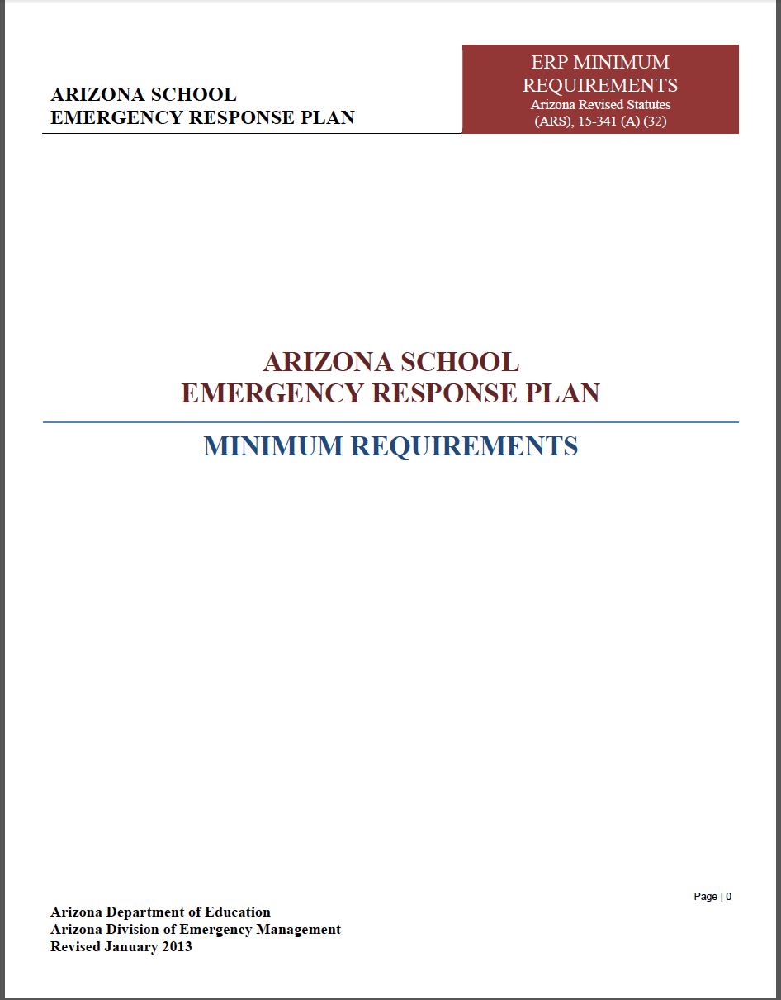 ARIZONA SCHOOL
EMERGENCY RESPONSE PLAN
ERP MINIMUM
REQUIREMENTS
Arizona Revised Statutes
(ARS), 15-341 (A) (32)
ARIZONA SCHOOL
EMERGENCY RESPONSE PLAN
MINIMUM REQUIREMENTS
Page | 0
Arizona Department of Education
Arizona Division of Emergency Management
Revised January 2013